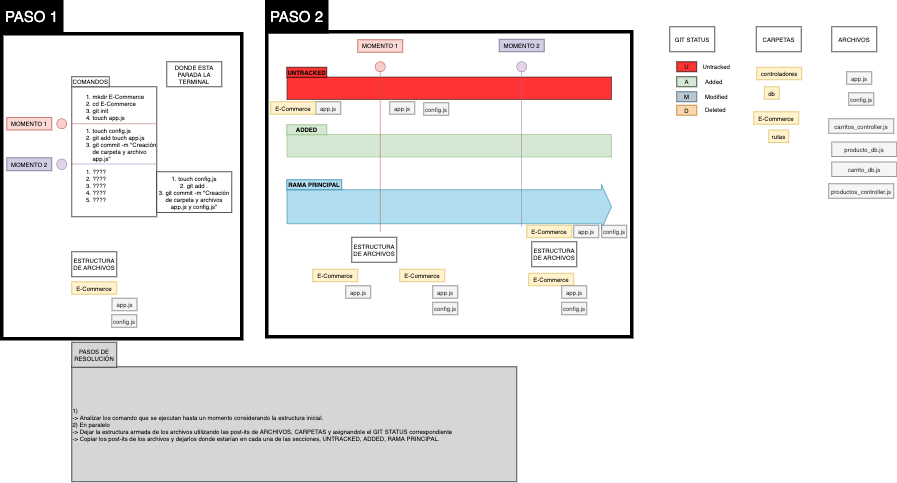 PASO 1
DONDE ESTA
PARADA LA
TERMINAL
COMANDOS
1. mkdir E-Commerce
2. cd E-Commerce
3. git init
4. touch app.js
MOMENTO 1
1. touch config.js
2. git add touch app.js
3. git commit -m "Creación
de carpeta y archivo
app.js"
MOMENTO 2
1. ????
2. ????
3. ????
4. ????
5. ????
1. touch config.js
2. git add .
3. git commit -m "Creación
de carpeta y archivos
app.js y config.js"
ESTRUCTURA
DE ARCHIVOS
E-Commerce
app.js
config.js
PASO 2
MOMENTO 1
MOMENTO 2
UNTRACKED
E-Commerce
app.js
app.js
config.js
ADDED
RAMA PRINCIPAL
E-Commerce
app.js
config.js
ESTRUCTURA
DE ARCHIVOS
ESTRUCTURA
DE ARCHIVOS
E-Commerce
E-Commerce
E-Commerce
app.js
app.js
app.js
config.js
config.js
GIT STATUS
U Untracked
A Added
M Modified
D Deleted
CARPETAS
controladores
db
E-Commerce
rutas
ARCHIVOS
app.js
config.js
carritos_controller.js
producto_db.js
carrito_db.js
productos_controller.js
PASOS DE
RESOLUCIÓN
1)
-> Analizar los comando que se ejecutan hasta un momento considerando la estructura inicial.
2) En paralelo
-> Dejar la estructura armada de los archivos utilizando las post-its de ARCHIVOS, CARPETAS y asignandole el GIT STATUS correspondiente
-> Copiar los post-its de los archivos y dejarlos donde estarían en cada una de las secciones, UNTRACKED, ADDED, RAMA PRINCIPAL.